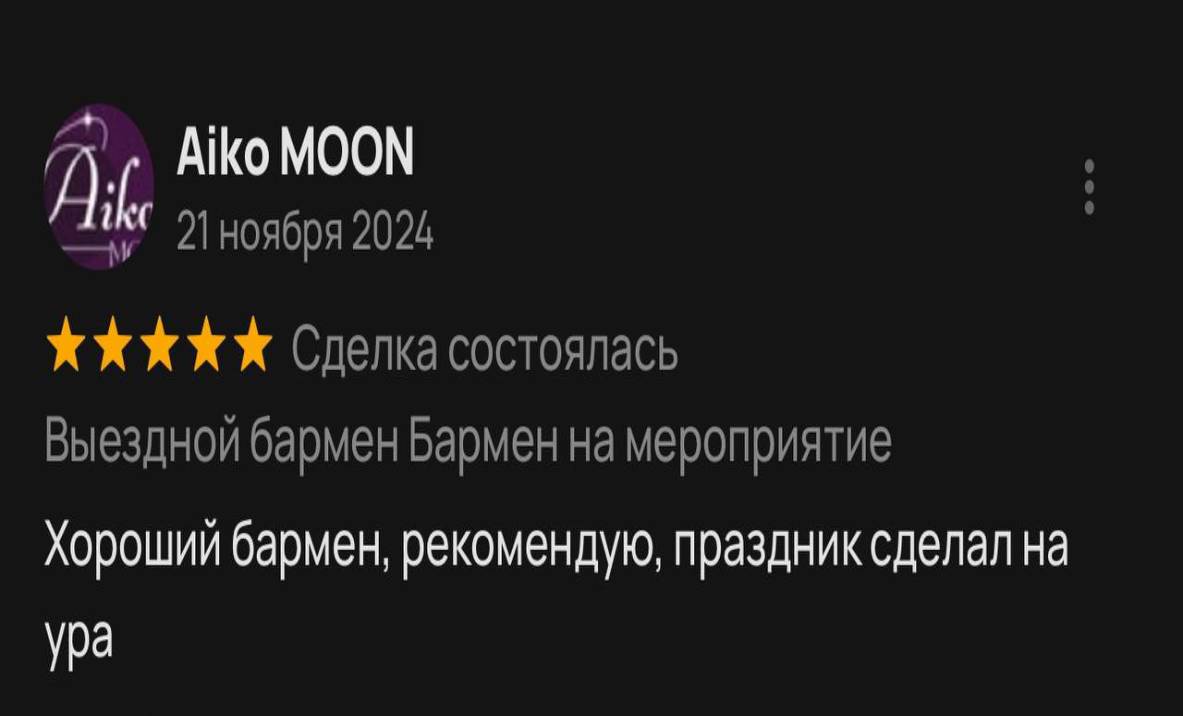 Aiko
Aiko MOON
21 ноября 2024
Сделка состоялась
Выездной бармен Бармен на мероприятие
Хороший бармен, рекомендую, праздник сделал на
ура